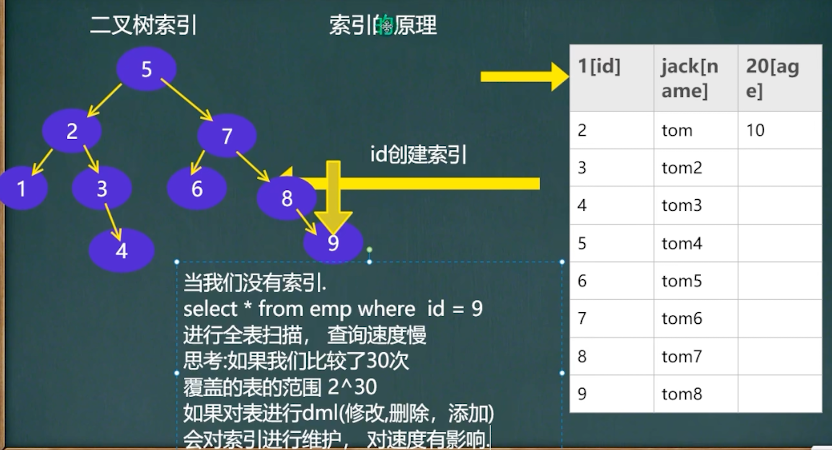 二叉树索引
索引的原理
5
2
7
1
3
6
8
4
9
id创建索引
1[id] jack[name] 20[age]
2 tom 10
3 tom2
4 tom3
5 tom4
6 tom5
7 tom6
8 tom7
9 tom8
当我们没有索引.
select * from emp where id = 9
进行全表扫描， 查询速度慢
思考:如果我们比较了30次
覆盖的表的范围 2^30
如果对表进行dml(修改,删除，添加)
会对索引进行维护， 对速度有影响.